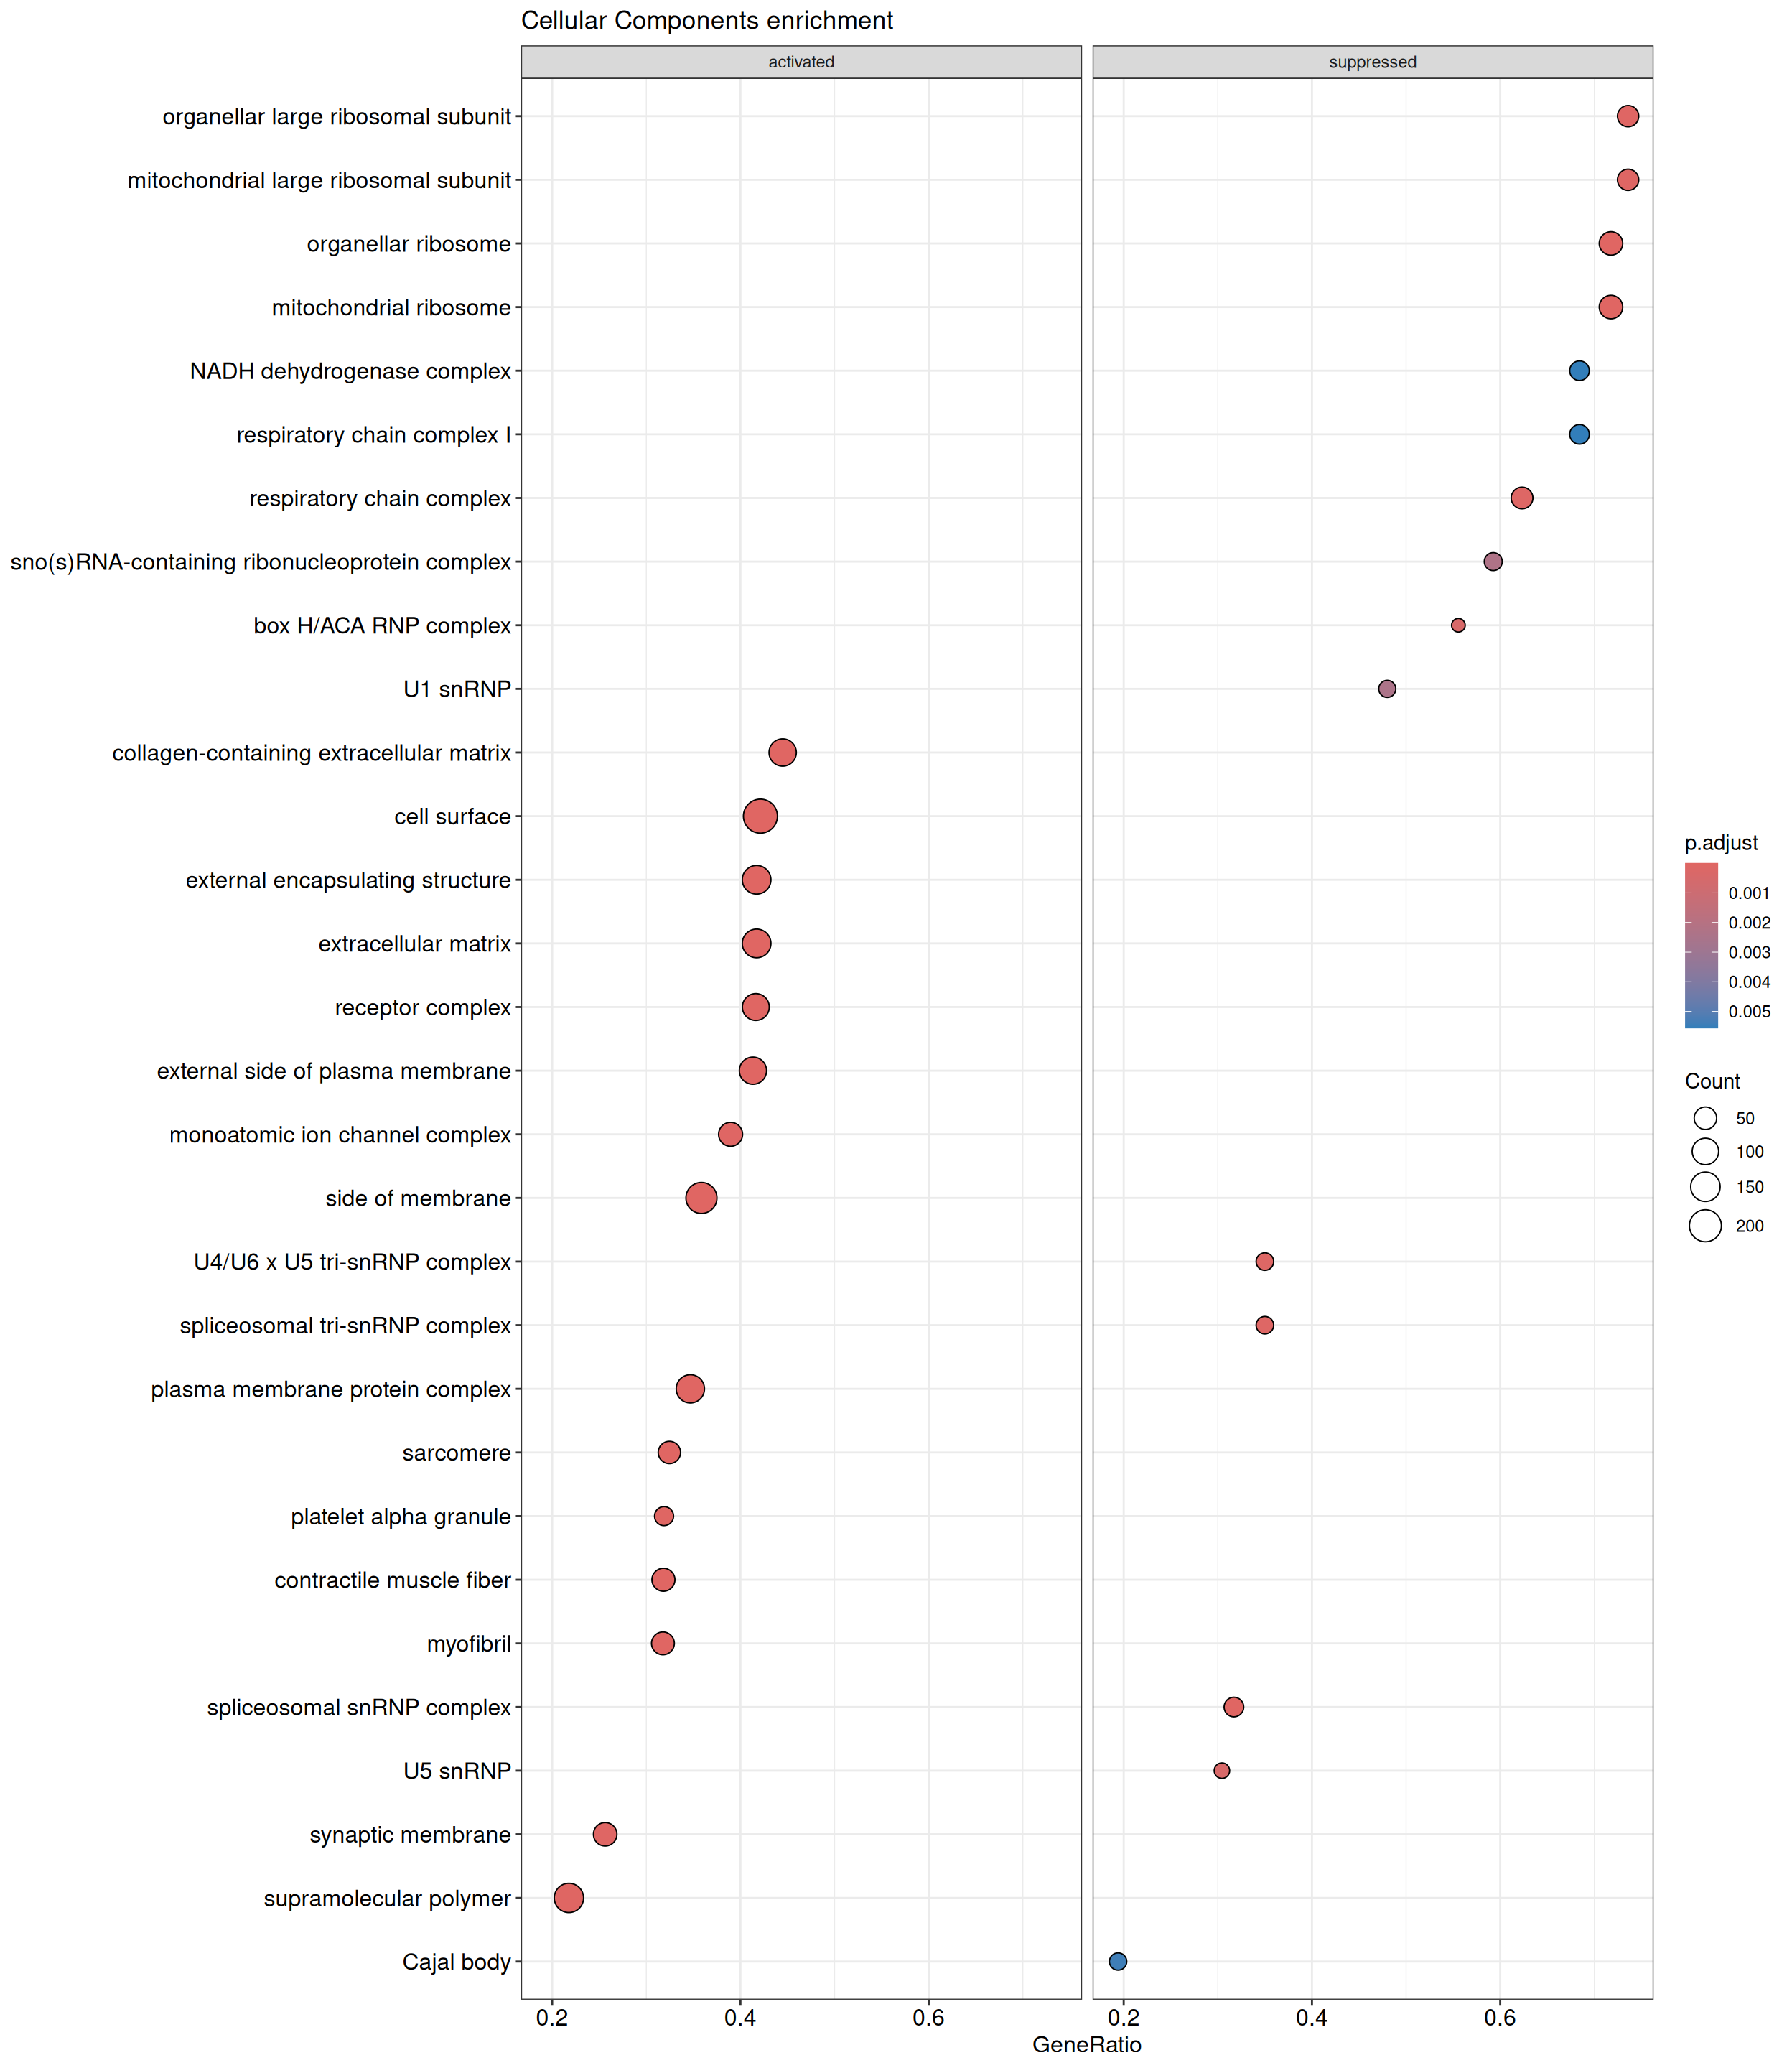 Cellular Components enrichment
activated
suppressed
organellar large ribosomal subunit
mitochondrial large ribosomal subunit
organellar ribosome
mitochondrial ribosome
NADH dehydrogenase complex
respiratory chain complex I
respiratory chain complex
sno(s)RNA-containing ribonucleoprotein complex
box H/ACA RNP complex
U1 snRNP
collagen-containing extracellular matrix
cell surface
external encapsulating structure
extracellular matrix
receptor complex
external side of plasma membrane
monoatomic ion channel complex
side of membrane
U4/U6 x U5 tri-snRNP complex
spliceosomal tri-snRNP complex
plasma membrane protein complex
sarcomere
platelet alpha granule
contractile muscle fiber
myofibril
spliceosomal snRNP complex
U5 snRNP
synaptic membrane
supramolecular polymer
Cajal body
0.2 0.4 0.6
0.2 0.4 0.6
GeneRatio
p.adjust
0.001
0.002
0.003
0.004
0.005
Count
50
100
150
200